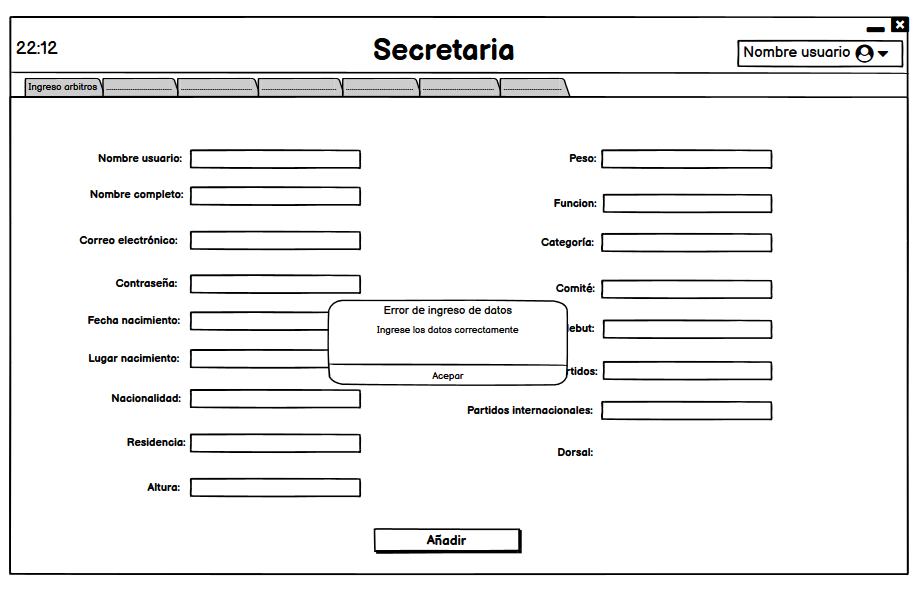 22:12
Secretaria
Nombre usuario
Ingreso arbitros
Nombre usuario:
Nombre completo:
Correo electrónico:
Contraseña:
Fecha nacimiento:
Lugar nacimiento:
Nacionalidad:
Residencia:
Altura:
Peso:
Funcion:
Categoría:
Comité:
ebut:
rtidos:
Partidos internacionales:
Dorsal:
Error de ingreso de datos
Ingrese los datos correctamente
Acepar
Añadir